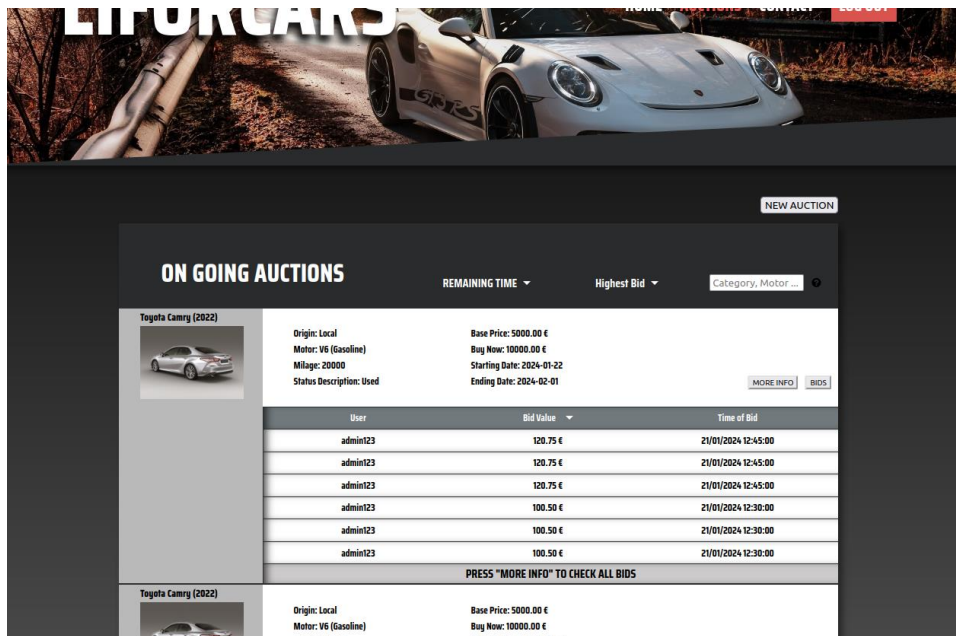 LI4ORCARS
HOME AUCTIONS CONTACT LOG OUT
GT3 RS
NEW AUCTION
ON GOING AUCTIONS
REMAINING TIME
Highest Bid
Category, Motor ...
Toyota Camry (2022)
Origin: Local
Motor: V6 (Gasoline)
Milage: 20000
Status Description: Used
Base Price: 5000.00 €
Buy Now: 10000.00 €
Starting Date: 2024-01-22
Ending Date: 2024-02-01
MORE INFO BIDS
User Bid Value Time of Bid
admin123 120.75 € 21/01/2024 12:45:00
admin123 120.75 € 21/01/2024 12:45:00
admin123 120.75 € 21/01/2024 12:45:00
admin123 100.50 € 21/01/2024 12:30:00
admin123 100.50 € 21/01/2024 12:30:00
admin123 100.50 € 21/01/2024 12:30:00
PRESS "MORE INFO" TO CHECK ALL BIDS
Toyota Camry (2022)
Origin: Local
Motor: V6 (Gasoline)
Base Price: 5000.00 €
Buy Now: 10000.00 €